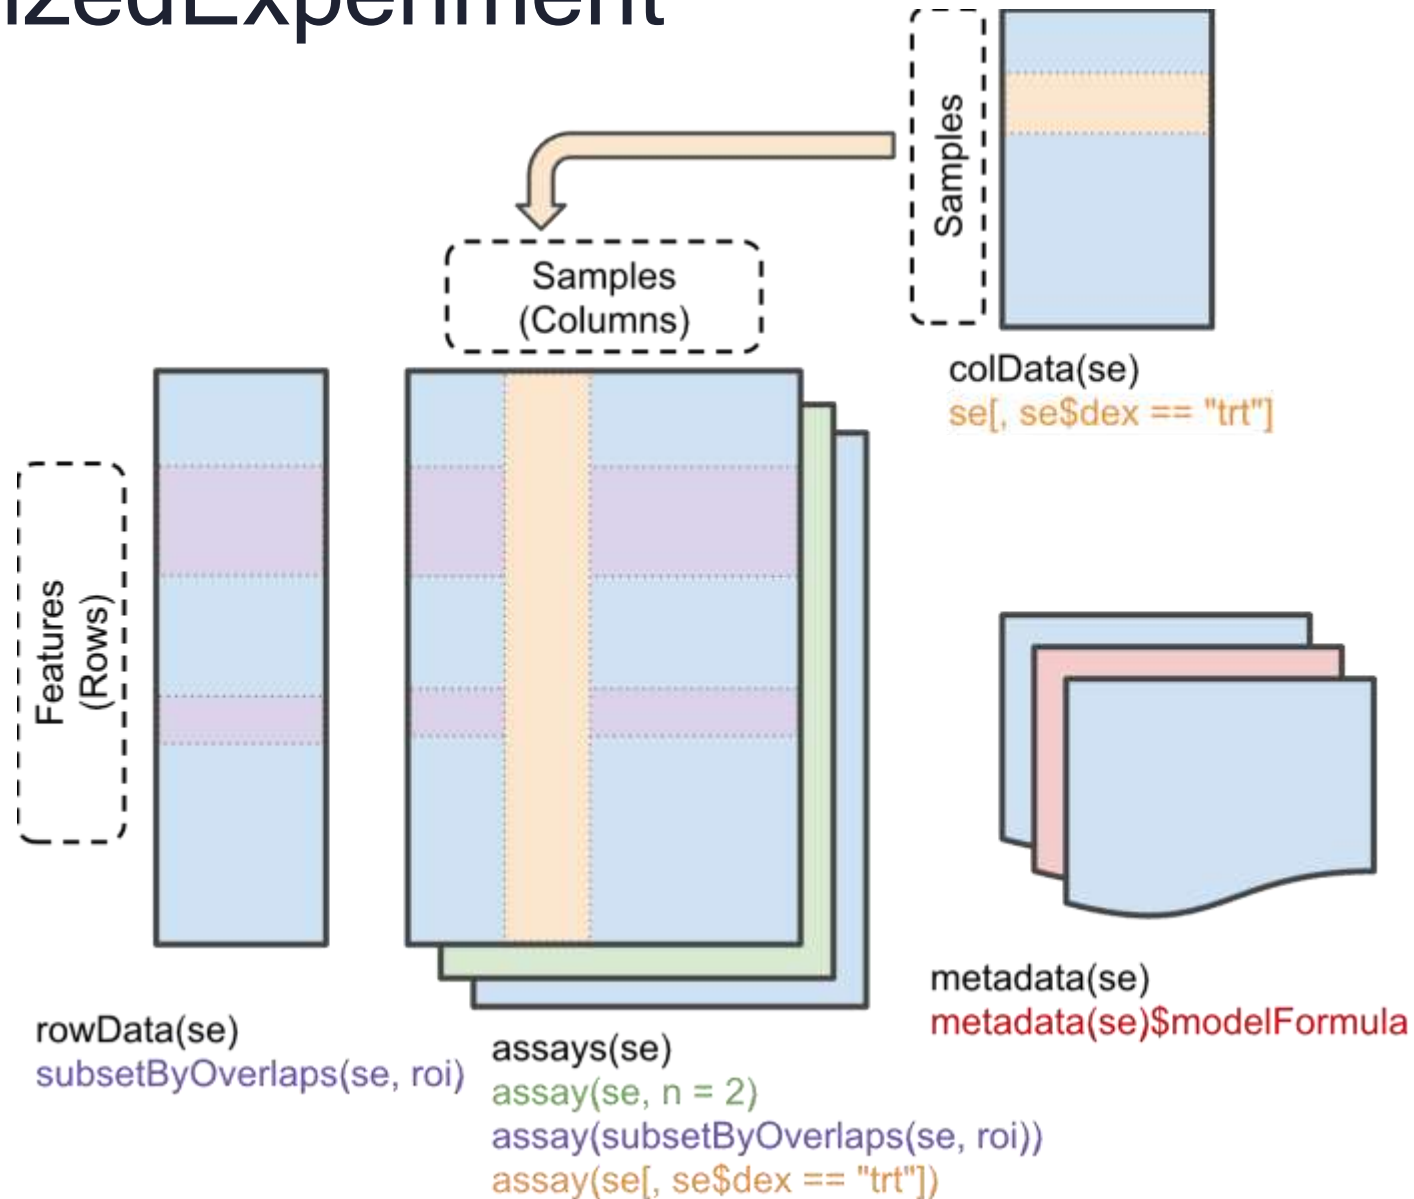 izedExperiment
Samples
Samples
(Columns)
colData(se)
se[, se$dex == "trt"]
Features
(Rows)
rowData(se)
subsetByOverlaps(se, roi)
assays(se)
assay(se, n = 2)
assay(subsetByOverlaps(se, roi))
assay(se[, se$dex == "trt"])
metadata(se)
metadata(se)$modelFormula